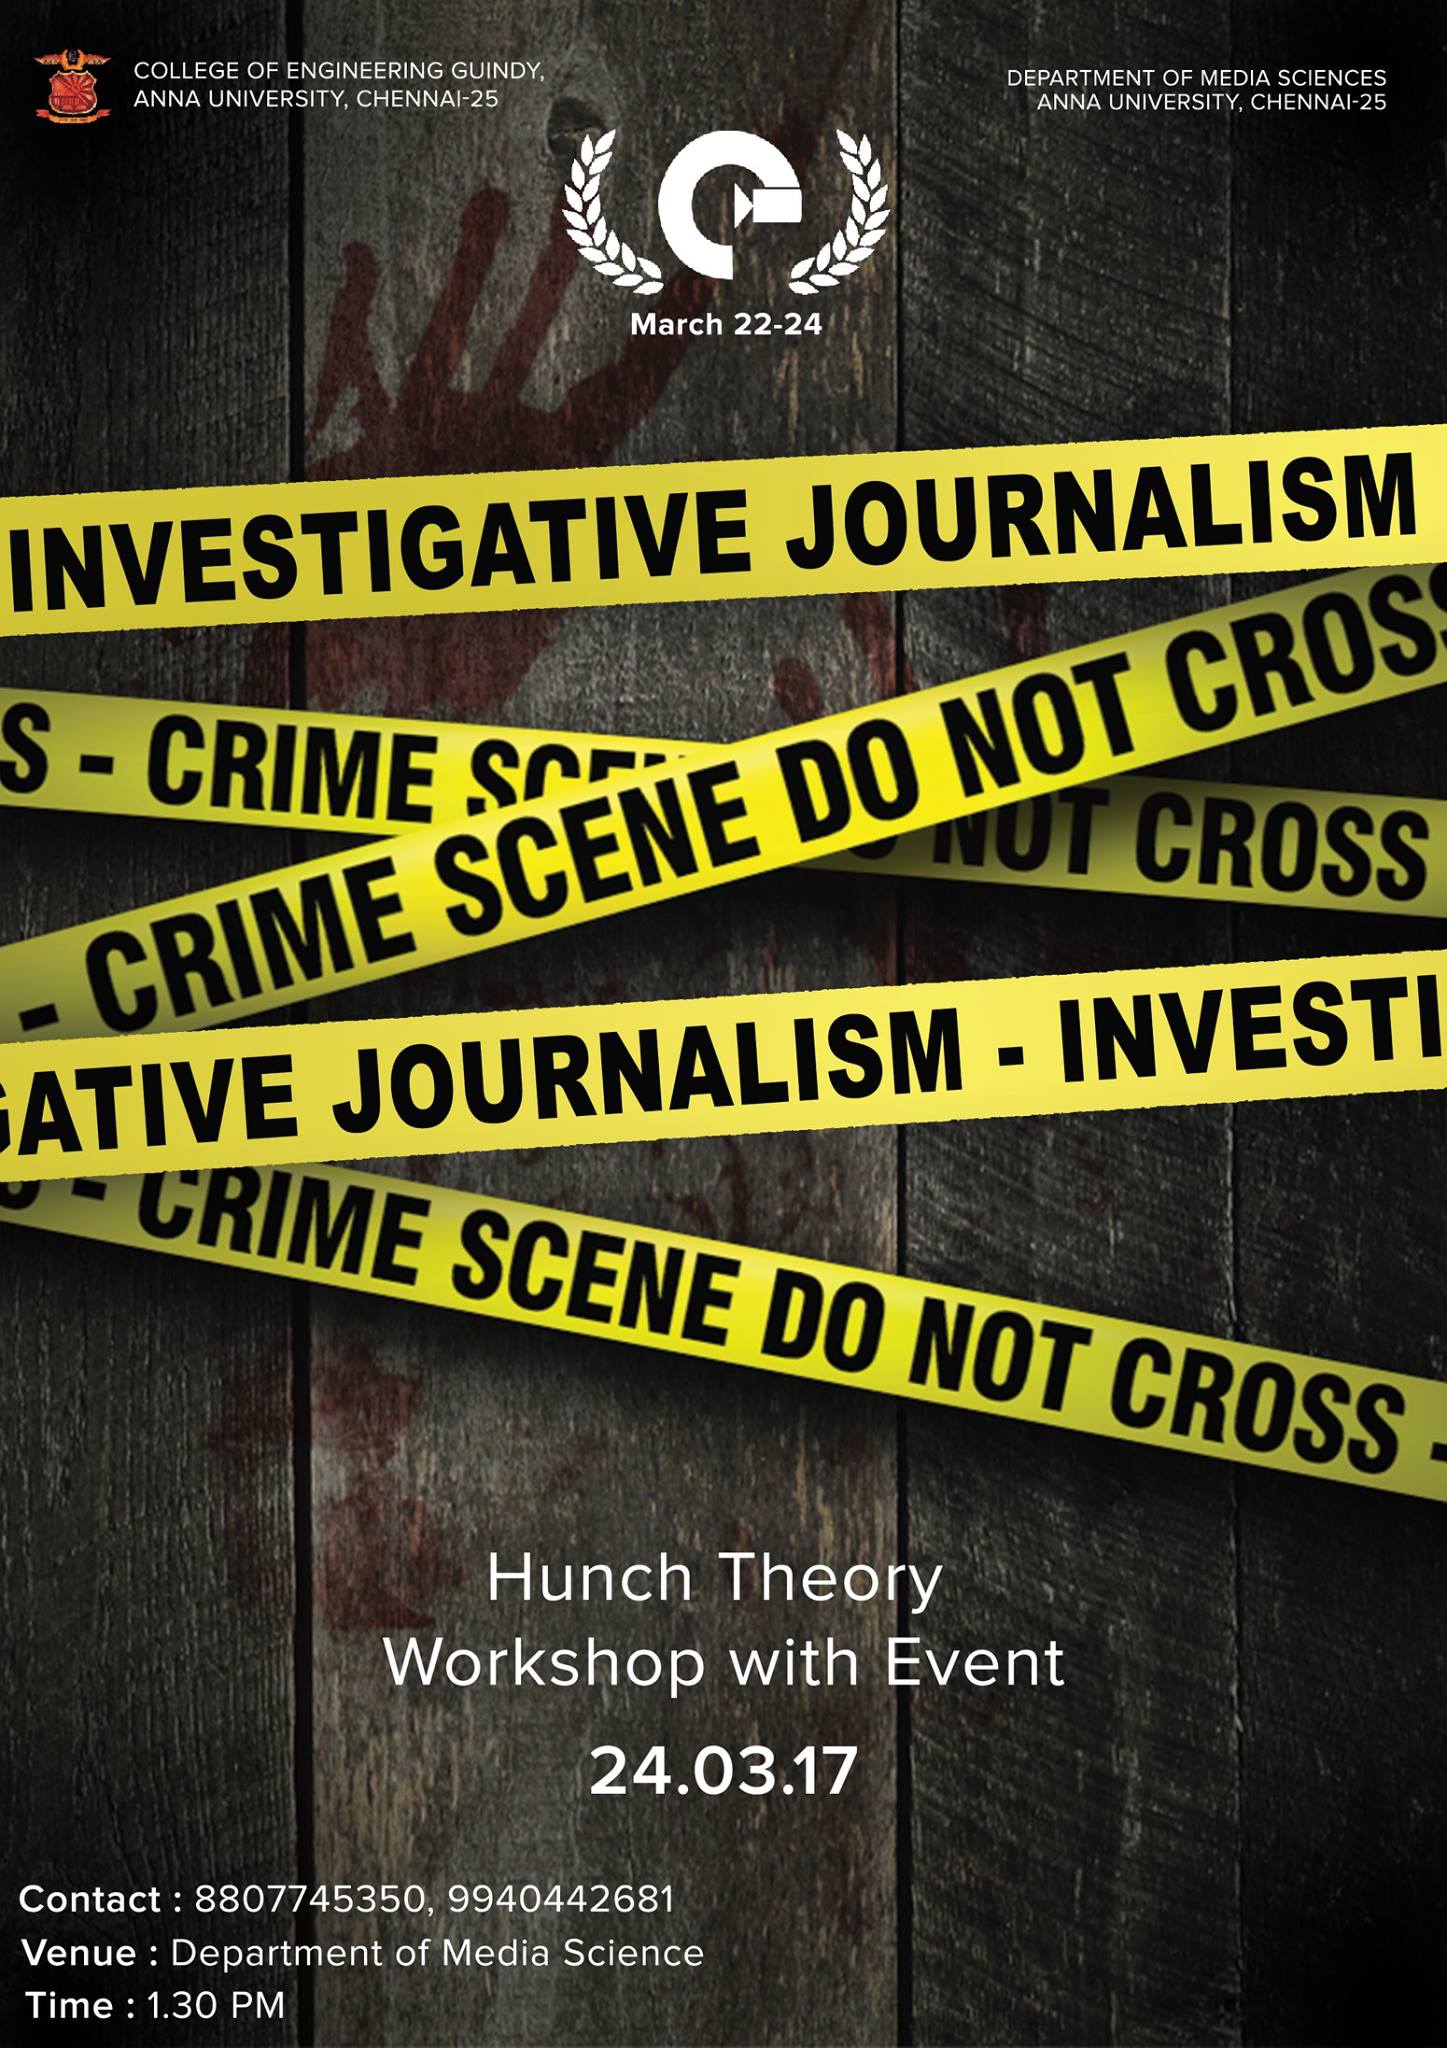 COLLEGE OF ENGINEERING GUINDY,
ANNA UNIVERSITY, CHENNAI-25
DEPARTMENT OF MEDIA SCIENCES
ANNA UNIVERSITY, CHENNAI-25
March 22-24
INVESTIGATIVE JOURNALISM
S - CRIME SCEN
NOT CROSS
- CRIME SCENE DO NOT CROSS
GATIVE JOURNALISM - INVESTI
S - CRIME SCENE DO NOT CROSS -
Hunch Theory
Workshop with Event
24.03.17
Contact : 8807745350, 9940442681
Venue : Department of Media Science
Time : 1.30 PM